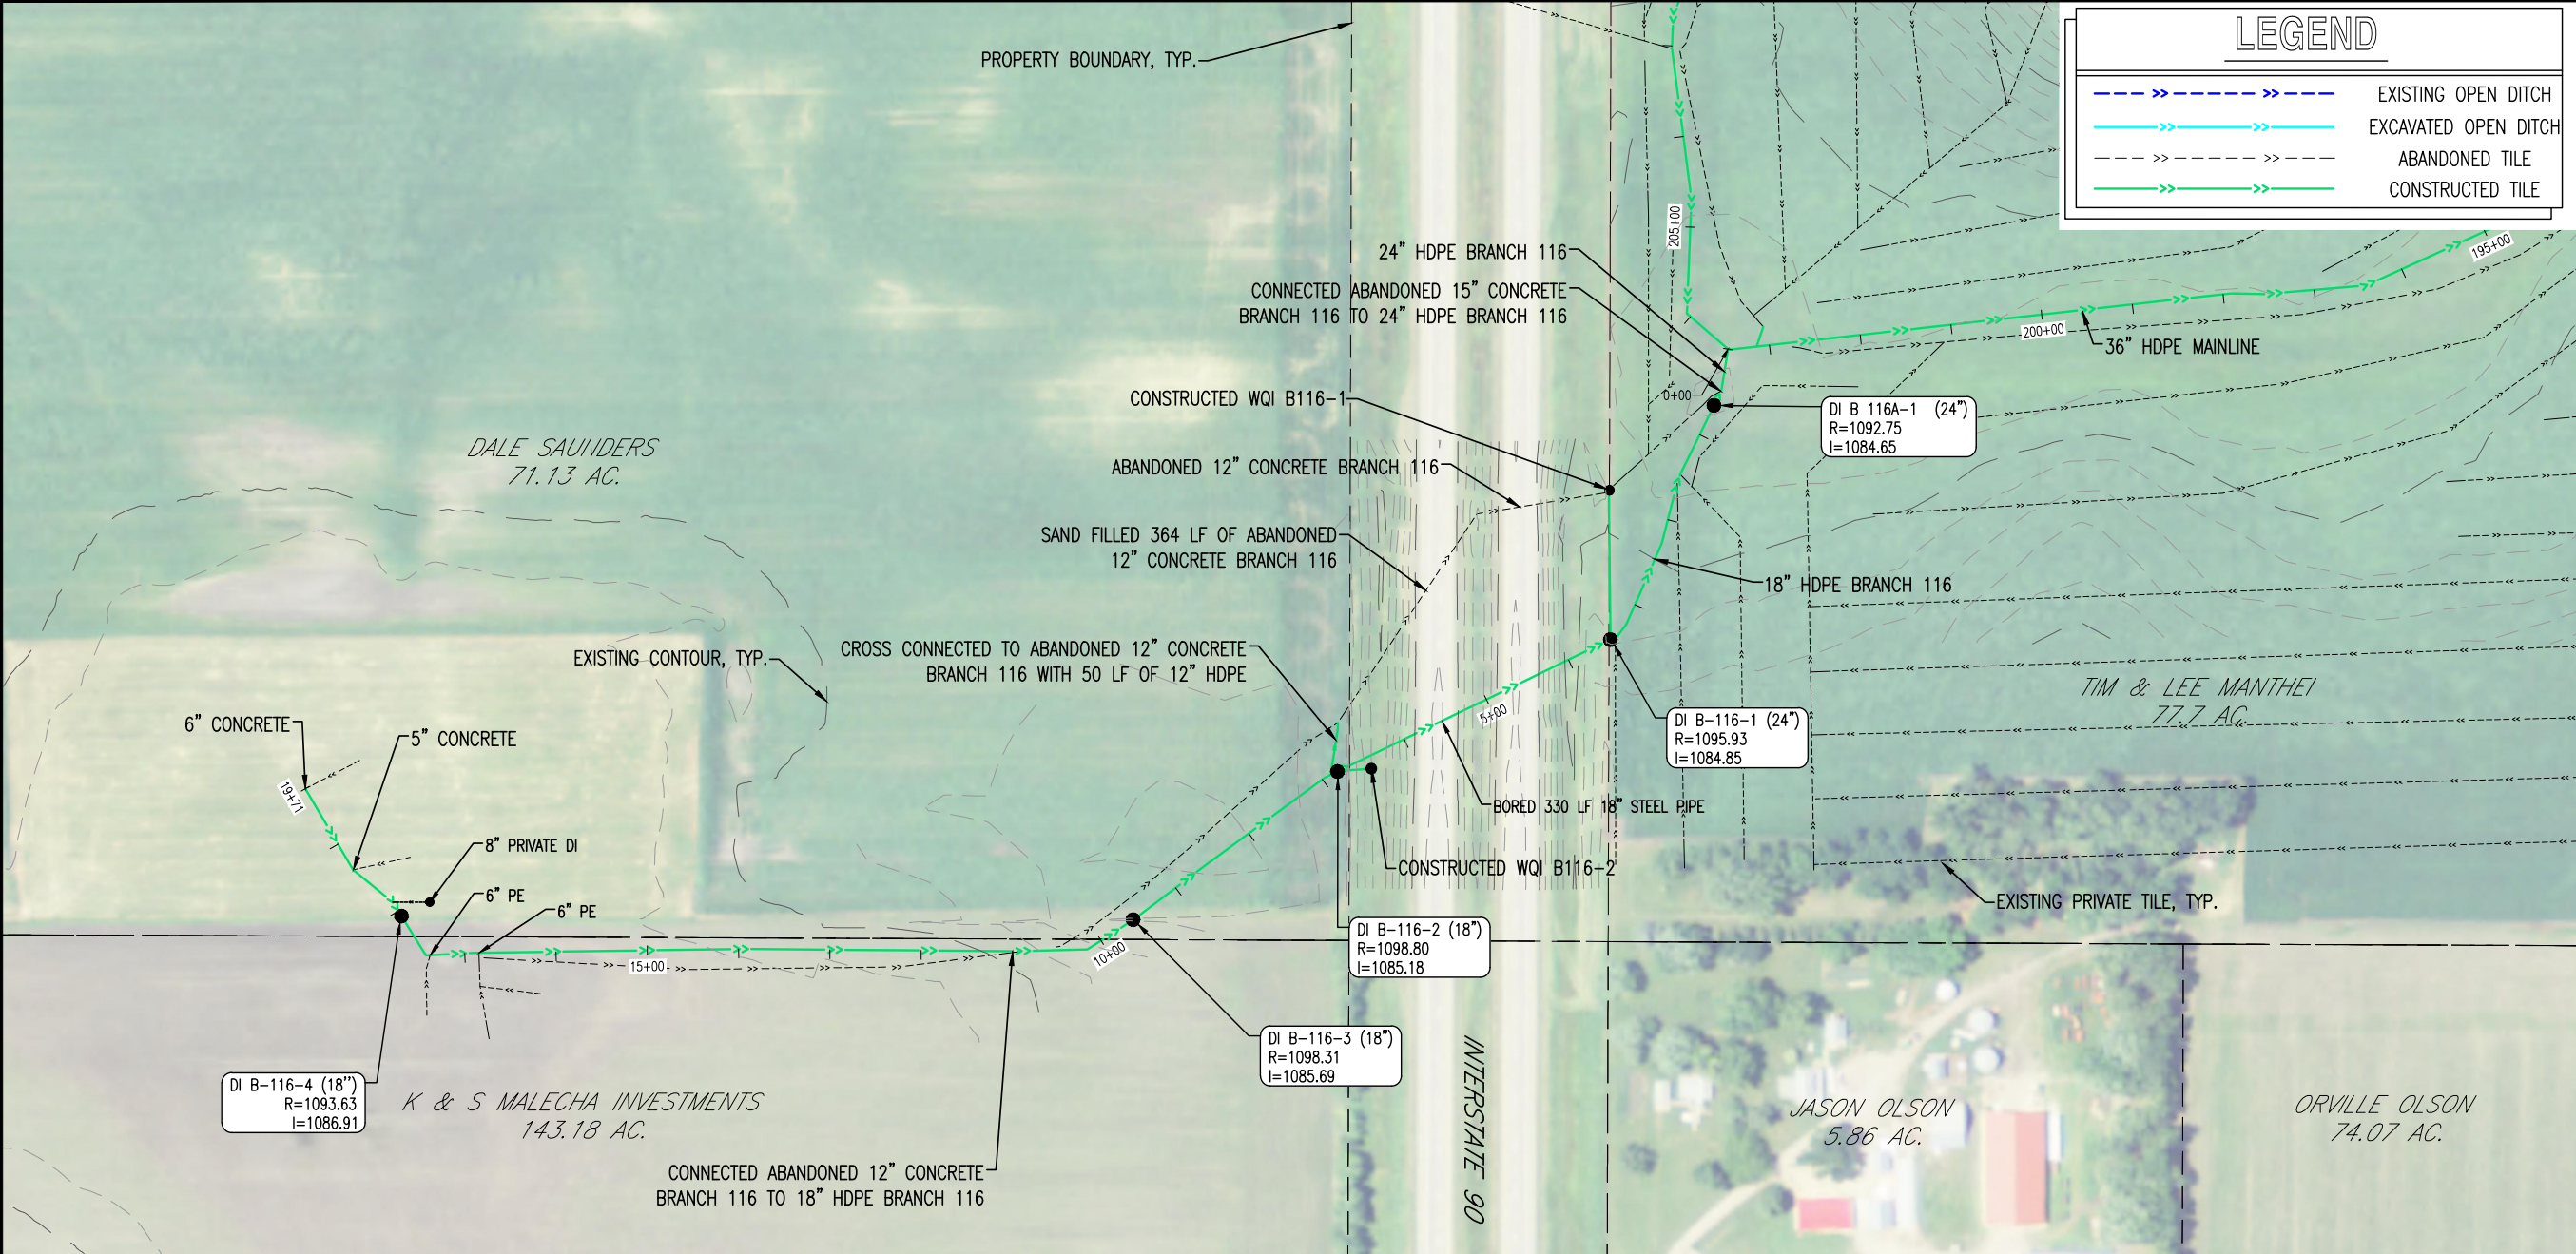 PROPERTY BOUNDARY, TYP.
LEGEND
EXISTING OPEN DITCH
EXCAVATED OPEN DITCH
ABANDONED TILE
CONSTRUCTED TILE
205+00
195+00
24" HDPE BRANCH 116
CONNECTED ABANDONED 15" CONCRETE
BRANCH 116 TO 24" HDPE BRANCH 116
200+00
36" HDPE MAINLINE
CONSTRUCTED WQI B116-1
0+00
DI B 116A-1 (24")
R=1092.75
I=1084.65
DALE SAUNDERS
71.13 AC.
ABANDONED 12" CONCRETE BRANCH 116
SAND FILLED 364 LF OF ABANDONED
12" CONCRETE BRANCH 116
18" HDPE BRANCH 116
CROSS CONNECTED TO ABANDONED 12" CONCRETE
BRANCH 116 WITH 50 LF OF 12" HDPE
EXISTING CONTOUR, TYP.
TIM & LEE MANTHEI
77.7 AC.
6" CONCRETE
5" CONCRETE
5+00
DI B-116-1 (24")
R=1095.93
I=1084.85
19+71
BORED 330 LF 18" STEEL PIPE
8" PRIVATE DI
CONSTRUCTED WQI B116-2
6" PE
6" PE
EXISTING PRIVATE TILE, TYP.
DI B-116-2 (18")
R=1098.80
I=1085.18
10+00
15+00
DI B-116-3 (18")
R=1098.31
I=1085.69
DI B-116-4 (18")
R=1093.63
I=1086.91
K & S MALECHA INVESTMENTS
143.18 AC.
INTERSTATE 90
JASON OLSON
5.86 AC.
ORVILLE OLSON
74.07 AC.
CONNECTED ABANDONED 12" CONCRETE
BRANCH 116 TO 18" HDPE BRANCH 116